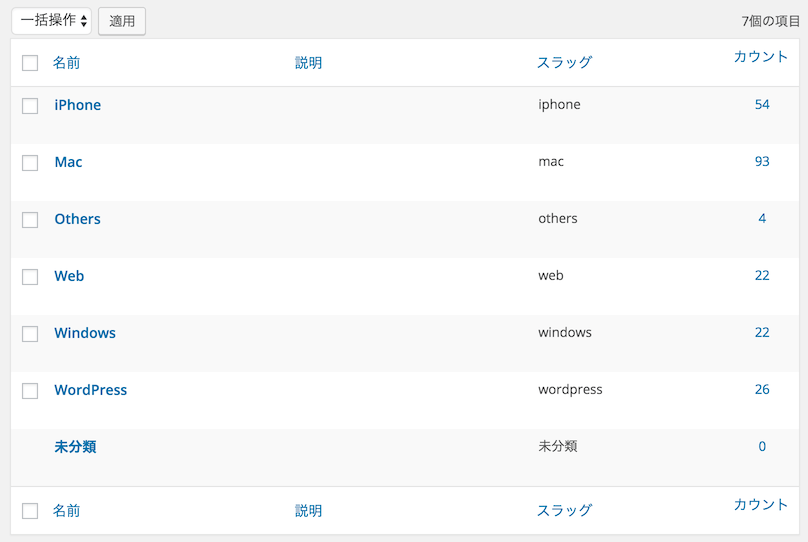 一括操作 適用 7個の項目
名前 説明 スラッグ カウント
iPhone iphone 54
Mac mac 93
Others others 4
Web web 22
Windows windows 22
WordPress wordpress 26
未分類 未分類 0
名前 説明 スラッグ カウント